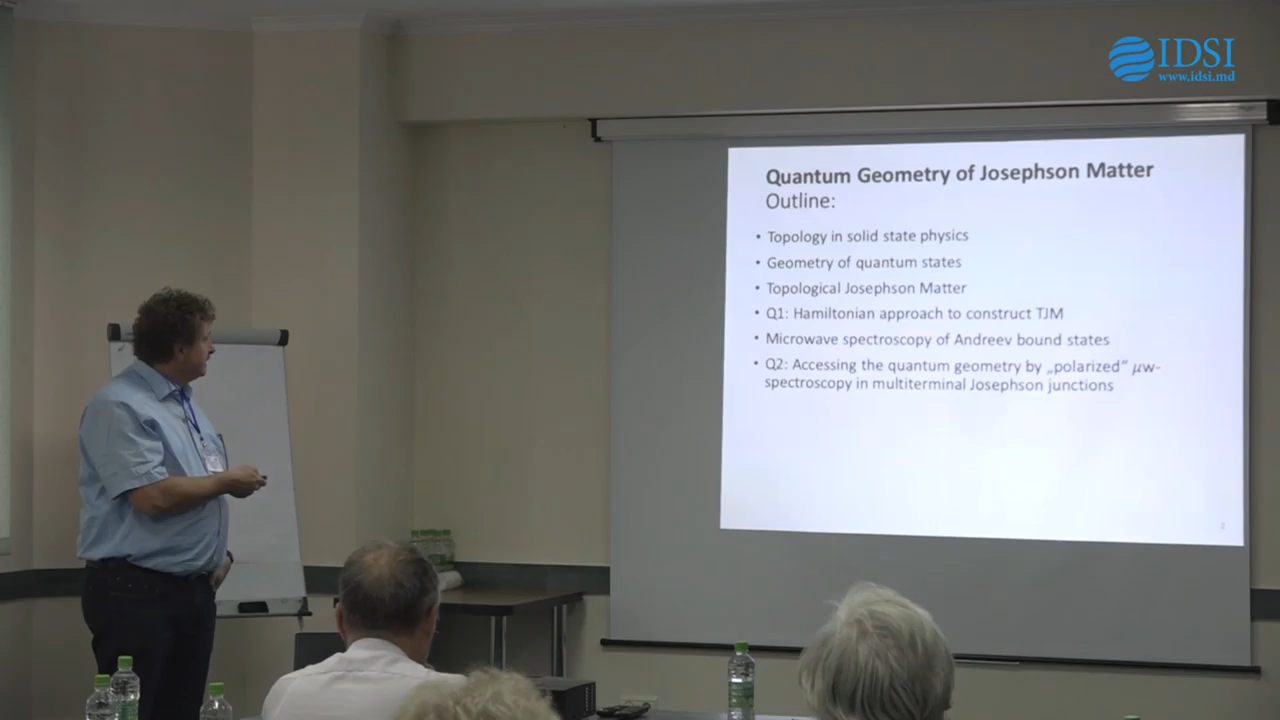 IDSI
www.idsi.md
Quantum Geometry of Josephson Matter
Outline:
• Topology in solid state physics
• Geometry of quantum states
• Topological Josephson Matter
• Q1: Hamiltonian approach to construct TJM
• Microwave spectroscopy of Andreev bound states
• Q2: Accessing the quantum geometry by „polarized“ μw-
spectroscopy in multiterminal Josephson junctions
2